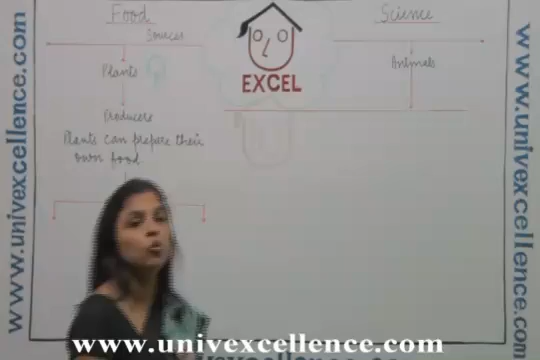 Food
Science
Sources
Plants
Animals
EXCEL
Producers
Plants can prepare their
own food
www.univexcellence.com
www.univexcellence.com
www.univexcellence.com